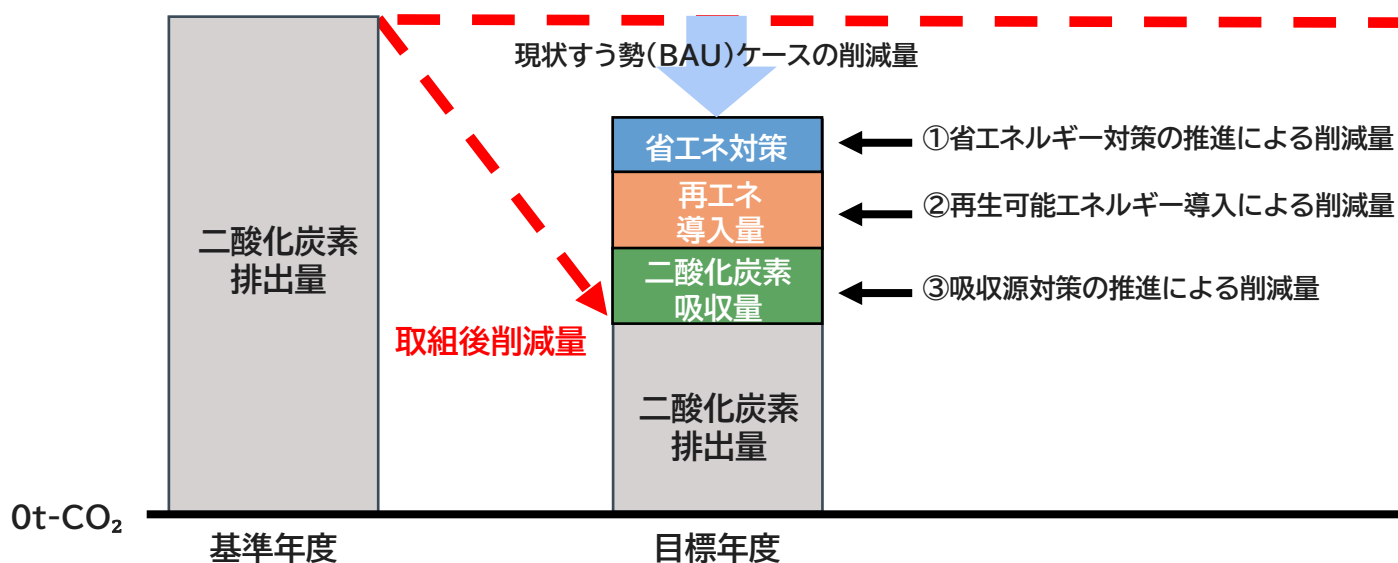 現状すう勢(BAU)ケースの削減量
省エネ対策
①省エネルギー対策の推進による削減量
再エネ
導入量
②再生可能エネルギー導入による削減量
二酸化炭素
排出量
二酸化炭素
吸収量
③吸収源対策の推進による削減量
取組後削減量
二酸化炭素
排出量
0t-CO₂
基準年度
目標年度